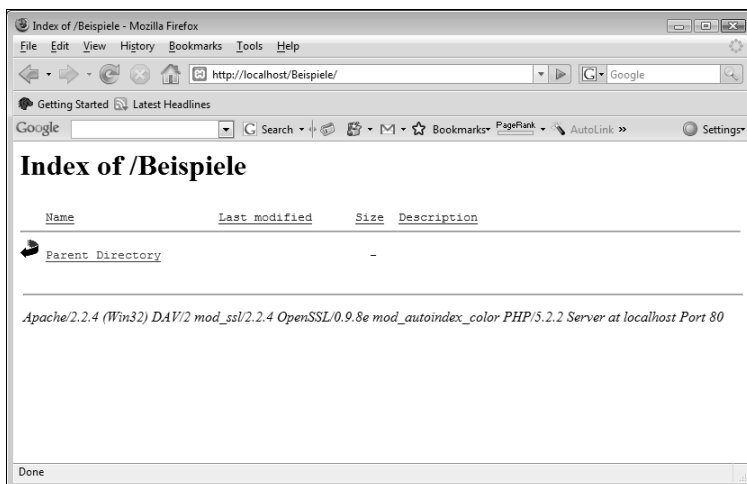 Index of /Beispiele - Mozilla Firefox
File Edit View History Bookmarks Tools Help
http://localhost/Beispiele/ G Google
Getting Started Latest Headlines
Google G Search Bookmarks PageRank AutoLink » Settings
Index of /Beispiele
Name Last modified Size Description
Parent Directory -
Apache/2.2.4 (Win32) DAV/2 mod_ssl/2.2.4 OpenSSL/0.9.8e mod_autoindex_color PHP/5.2.2 Server at localhost Port 80
Done